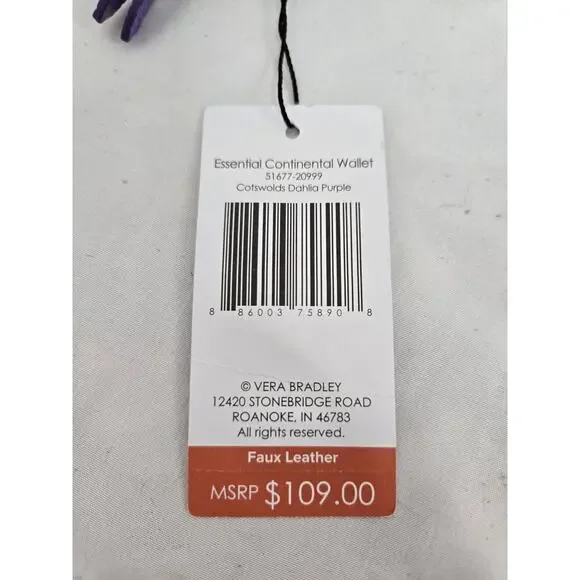 Essential Continental Wallet
51677-20999
Cotswolds Dahlia Purple
8 86003 75890 8
© VERA BRADLEY
12420 STONEBRIDGE ROAD
ROANOKE, IN 46783
All rights reserved.
Faux Leather
MSRP $109.00